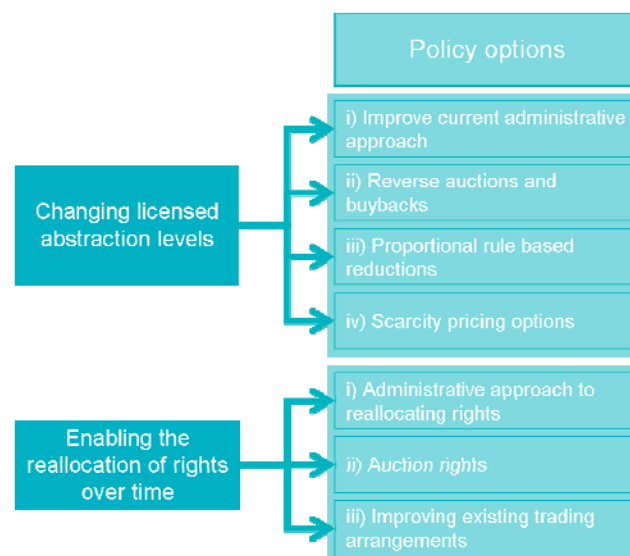 Policy options
Changing licensed
abstraction levels
i) Improve current administrative
approach
ii) Reverse auctions and
buybacks
iii) Proportional rule based
reductions
iv) Scarcity pricing options
Enabling the
reallocation of rights
over time
i) Administrative approach to
reallocating rights
ii) Auction rights
iii) Improving existing trading
arrangements